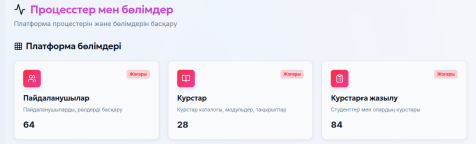 Процесстер мен бөлімдер
Платформа процестерін және бөлімдерін басқару
Платформа бөлімдері
Жоғары
Жоғары
Жоғары
Пайдаланушылар
Курстар
Курстарға жазылу
Пайдаланушыларды, рөлдерді басқару
Курстар каталогы, модульдер, тақырыптар
Студенттер мен олардың курстары
64
28
84